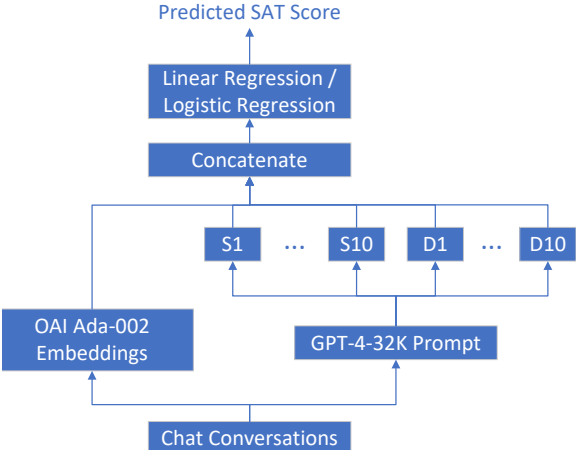 Predicted SAT Score
Linear Regression /
Logistic Regression
Concatenate
S1 ... S10 D1 ... D10
OAI Ada-002
Embeddings
GPT-4-32K Prompt
Chat Conversations